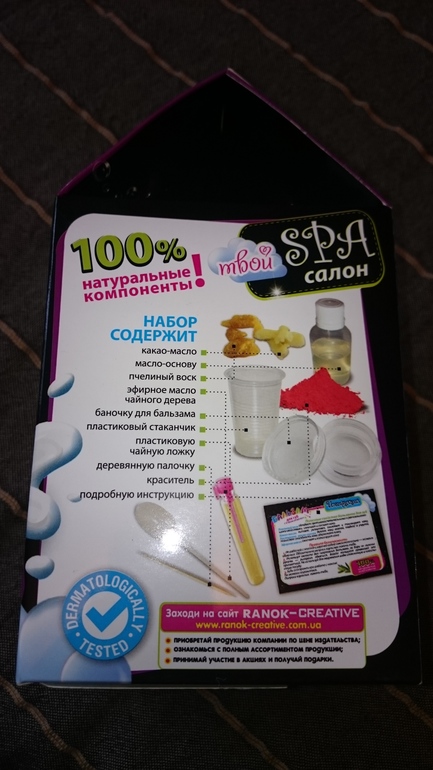 100%
натуральные
компоненты!
твой
SPA
салон
НАБОР
СОДЕРЖИТ
какао-масло
масло-основу
пчелиный воск
эфирное масло
чайного дерева
баночку для бальзама
пластиковый стаканчик
пластиковую
чайную ложку
деревянную палочку
краситель
подробную инструкцию
DERMATOLOGICALLY
TESTED
Заходи на сайт RANOK-CREATIVE
www.ranok-creative.com.ua
ПРИОБРЕТАЙ ПРОДУКЦИЮ КОМПАНИИ ПО ЦЕНЕ ИЗДАТЕЛЬСТВА;
ОЗНАКОМЬСЯ С ПОЛНЫМ АССОРТИМЕНТОМ ПРОДУКЦИИ;
ПРИНИМАЙ УЧАСТИЕ В АКЦИЯХ И ПОЛУЧАЙ ПОДАРКИ.